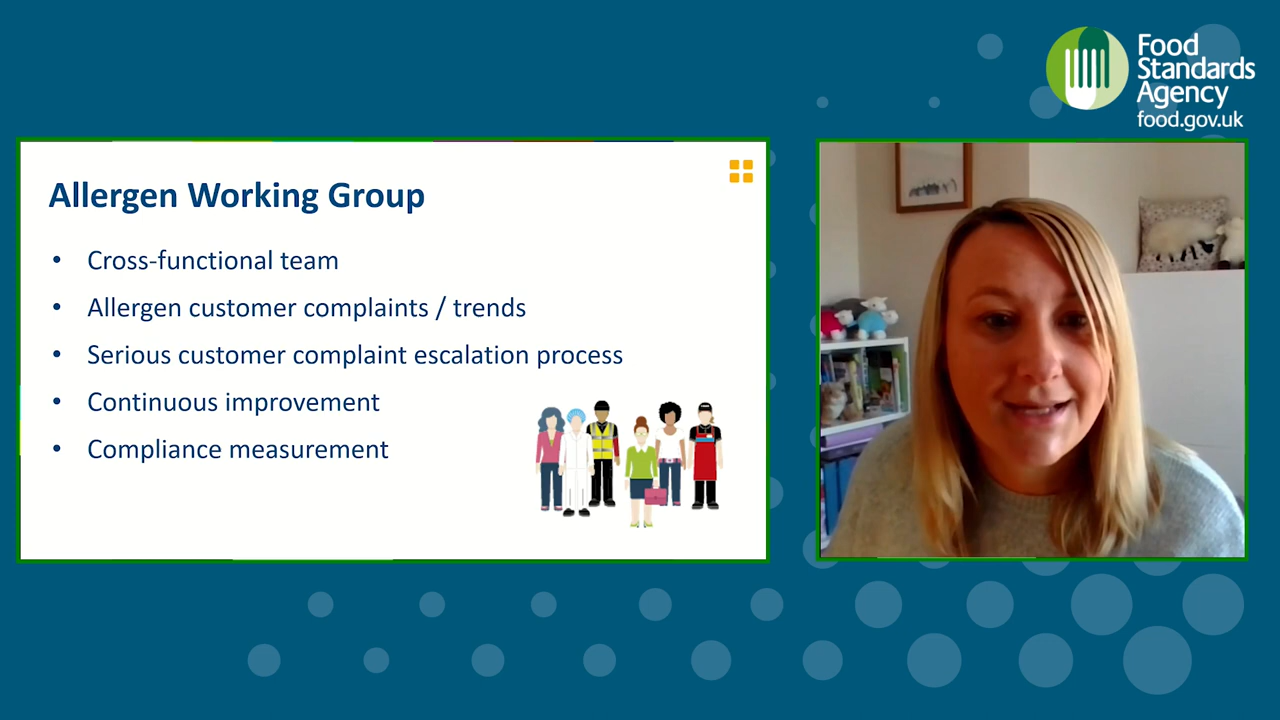 Food
Standards
Agency
food.gov.uk
Allergen Working Group
• Cross-functional team
• Allergen customer complaints / trends
• Serious customer complaint escalation process
• Continuous improvement
• Compliance measurement